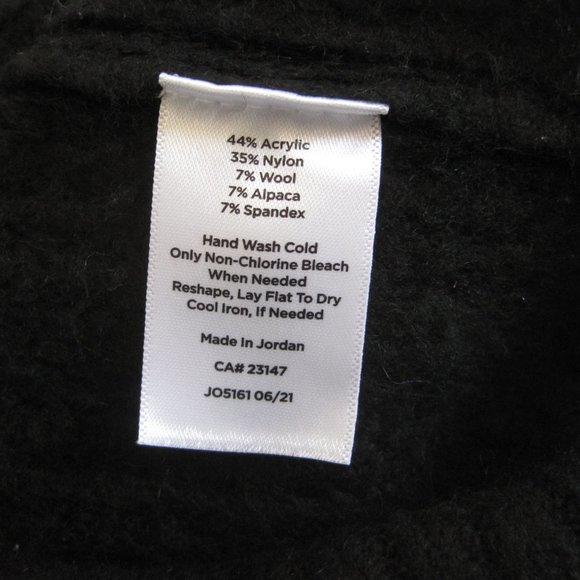 44% Acrylic
35% Nylon
7% Wool
7% Alpaca
7% Spandex
Hand Wash Cold
Only Non-Chlorine Bleach
When Needed
Reshape, Lay Flat To Dry
Cool Iron, If Needed
Made In Jordan
CA# 23147
JO5161 06/21